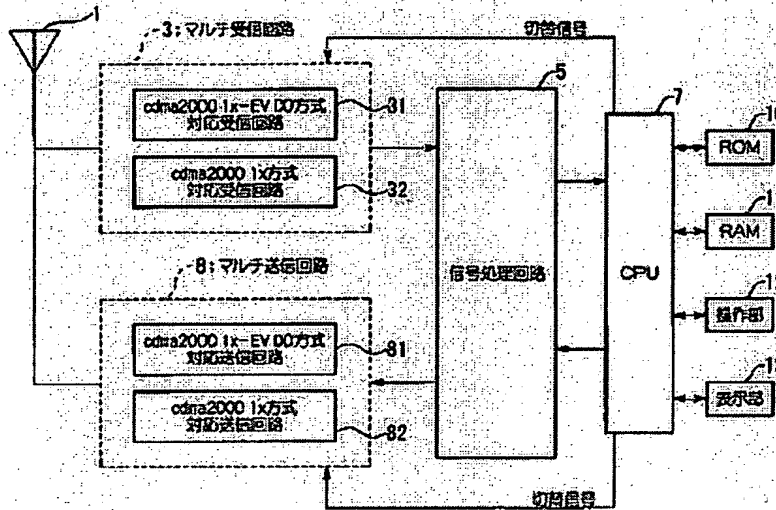 1
3:マルチ受信回路
切替信号
cdma2000 1x-EV DO方式
対応受信回路
31
cdma2000 1x方式
対応受信回路
32
5
信号処理回路
7
CPU
ROM
RAM
操作部
表示部
8:マルチ送信回路
cdma2000 1x-EV DO方式
対応送信回路
81
cdma2000 1x方式
対応送信回路
82
切替信号